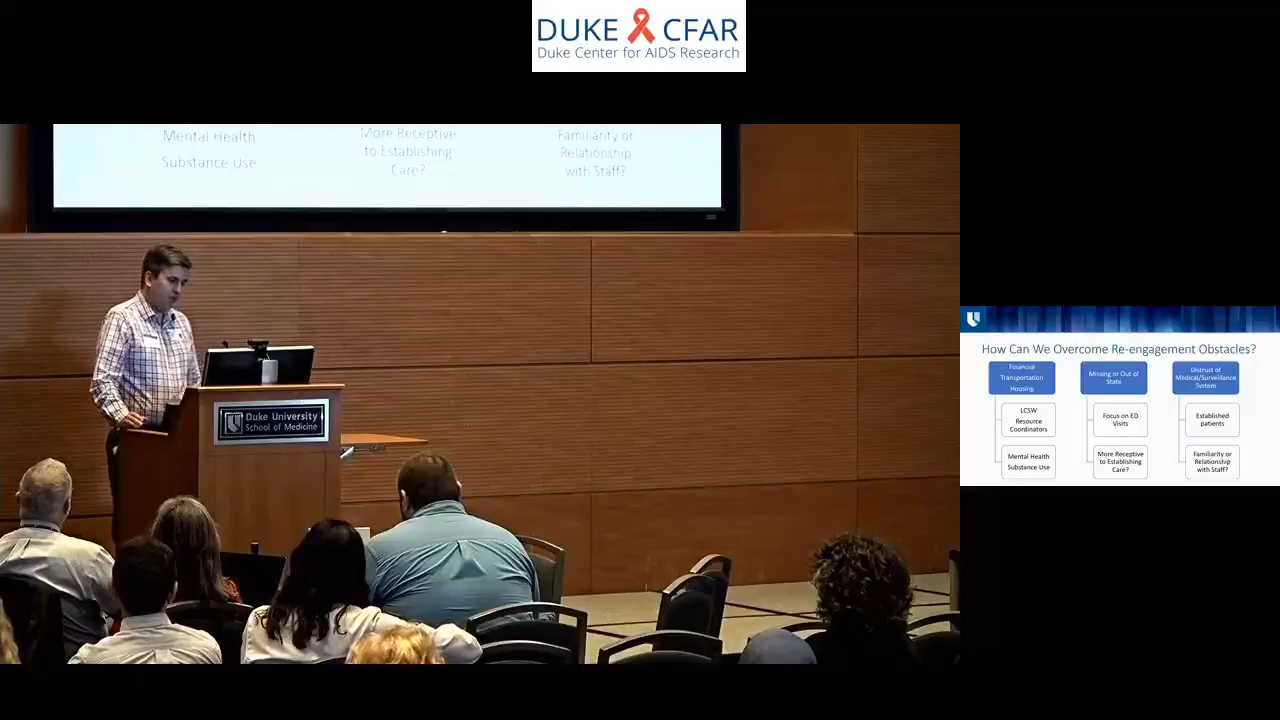 DUKE CFAR
Duke Center for AIDS Research
Mental Health
Substance Use
More Receptive
to Establishing
Care?
Familiarity or
Relationship
with Staff?
Duke University
School of Medicine
How Can We Overcome Re-engagement Obstacles?
Financial
Transportation
Housing
LCSW
Resource
Coordinators
Mental Health
Substance Use
Missing or Out of
State
Focus on ED
Visits
More Receptive
to Establishing
Care?
Distrust of
Medical/Surveillance
System
Established
patients
Familiarity or
Relationship
with Staff?